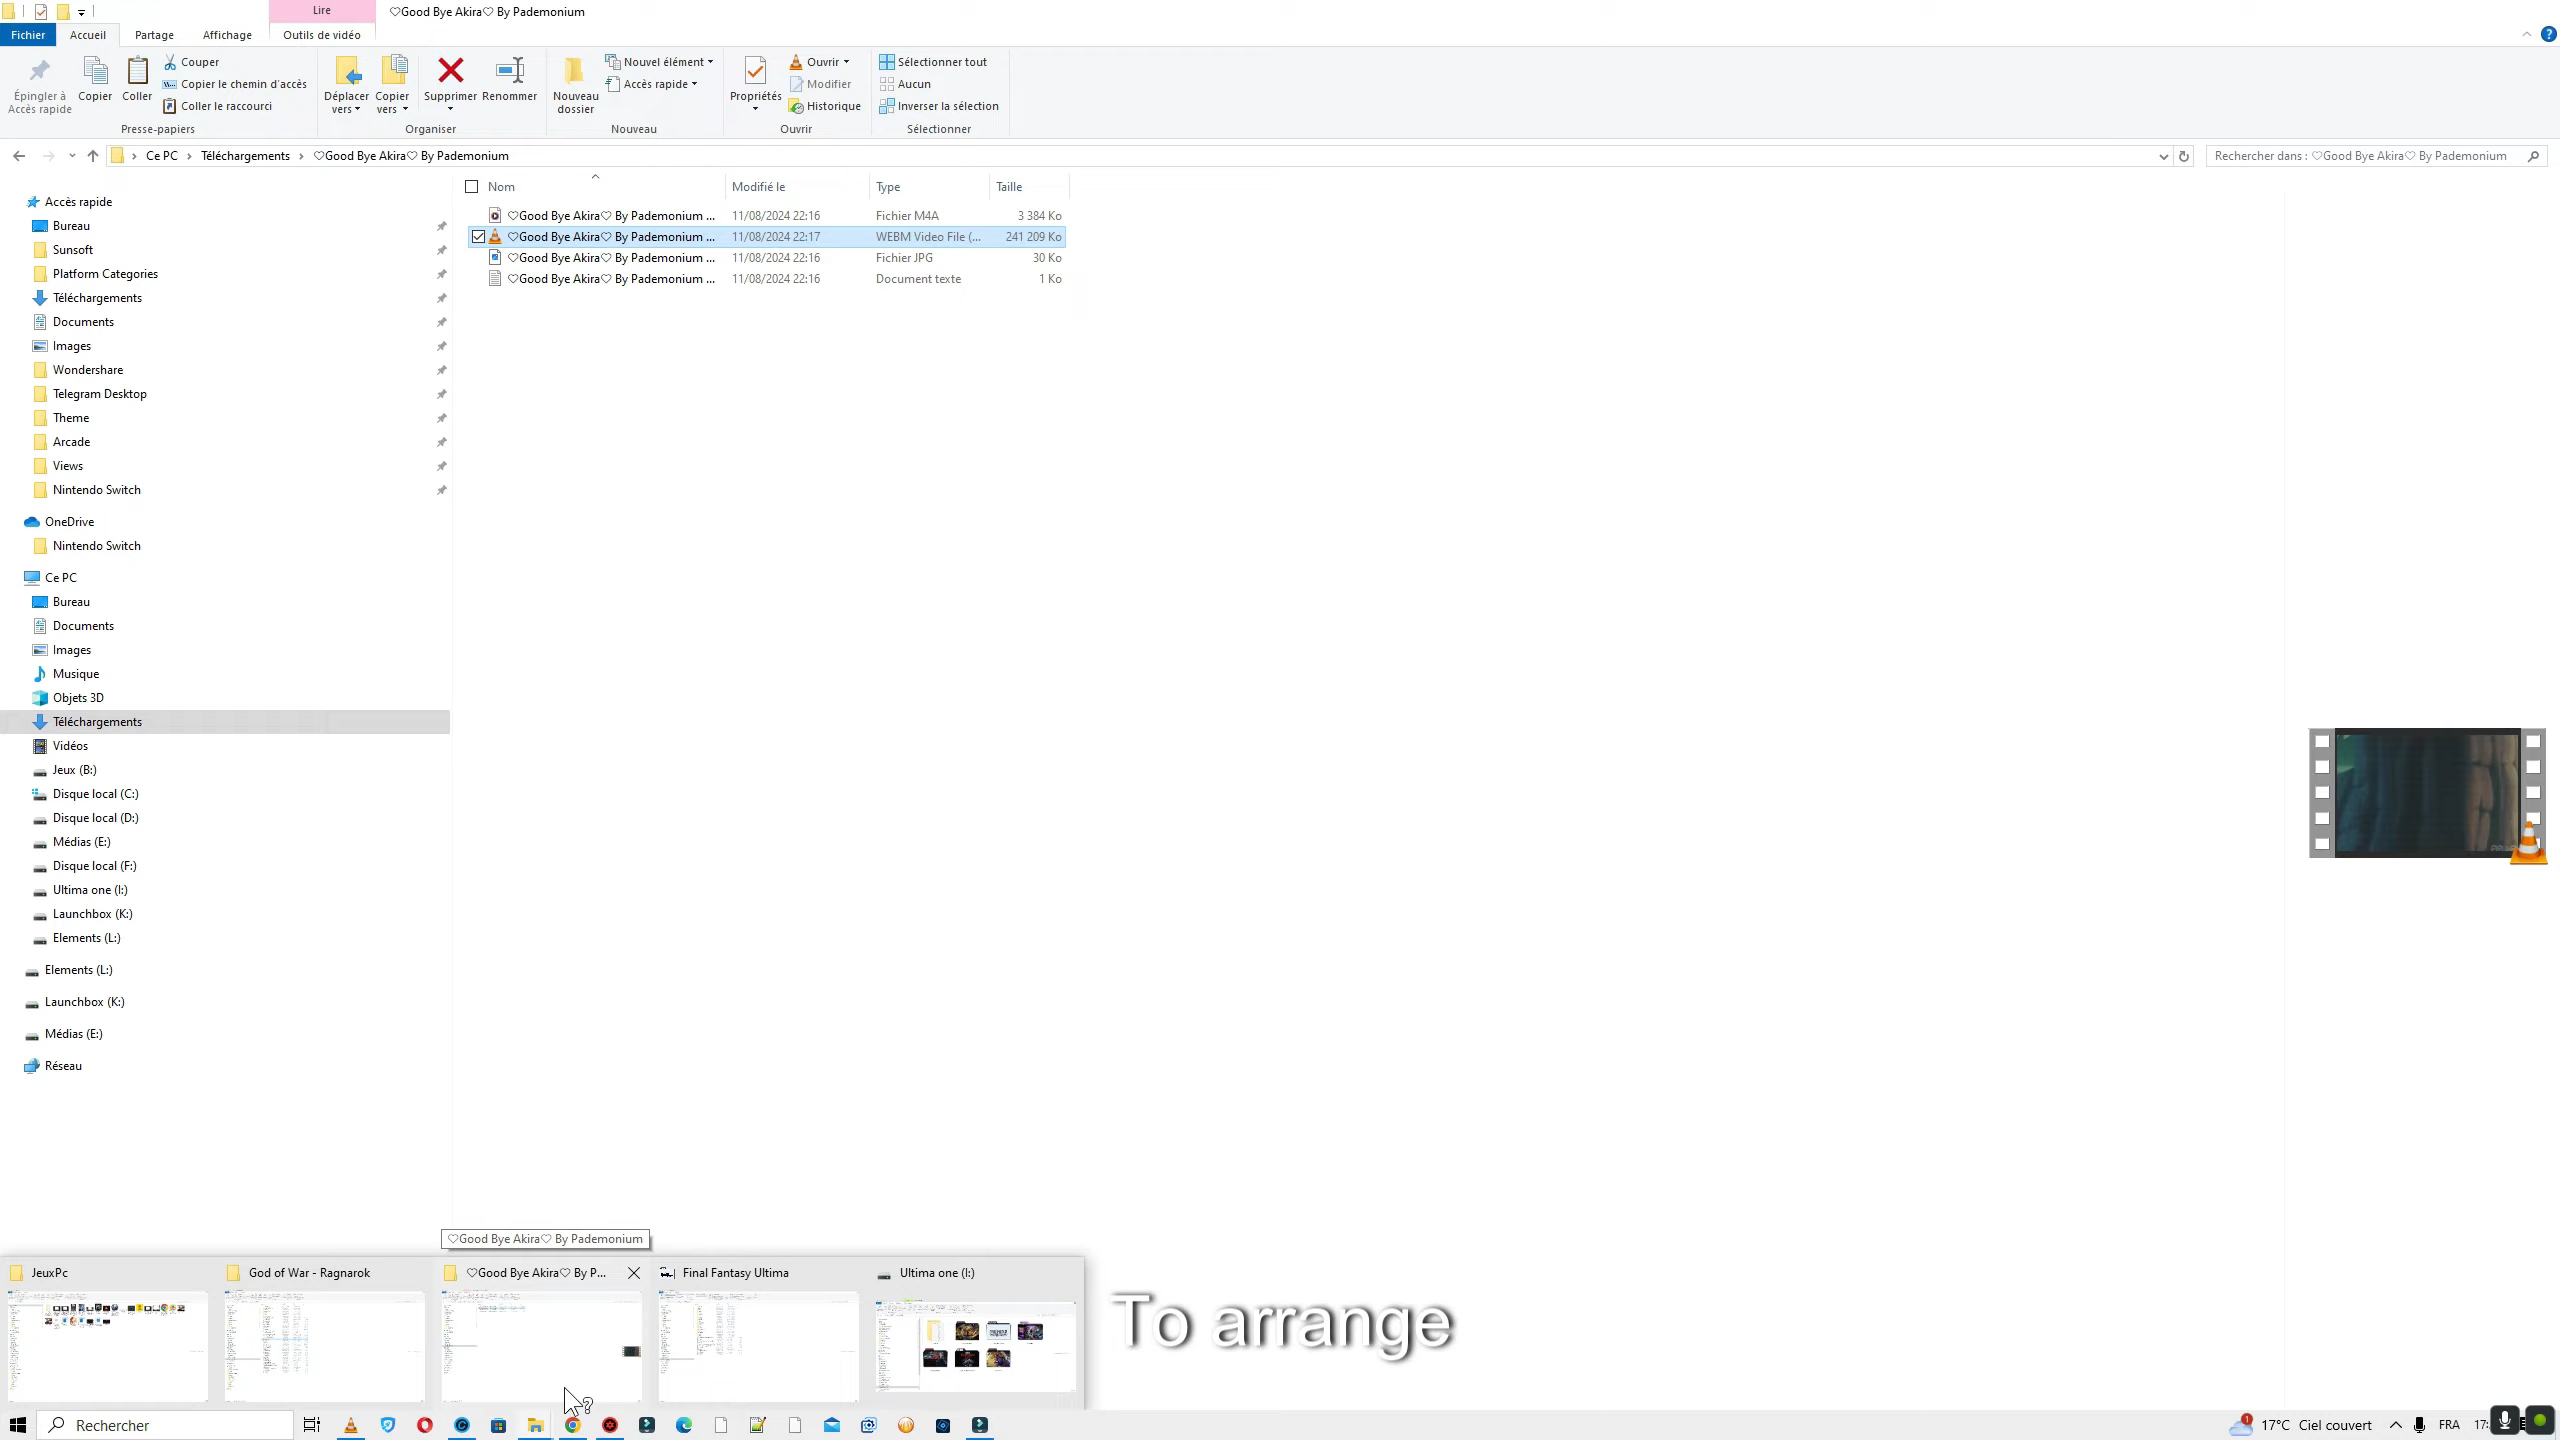 Lire
♡Good Bye Akira♡ By Pademonium
Fichier
Accueil
Partage
Affichage
Outils de vidéo
Épingler à
Accès rapide
Copier
Coller
Couper
Copier le chemin d'accès
Coller le raccourci
Presse-papiers
Déplacer
vers
Copier
vers
Supprimer
Renommer
Organiser
Nouveau
dossier
Nouvel élément
Accès rapide
Nouveau
Propriétés
Ouvrir
Modifier
Historique
Ouvrir
Sélectionner tout
Aucun
Inverser la sélection
Sélectionner
Ce PC
Téléchargements
♡Good Bye Akira♡ By Pademonium
Rechercher dans : ♡Good Bye Akira♡ By Pademonium
Nom
Modifié le
Type
Taille
♡Good Bye Akira♡ By Pademonium ... 11/08/2024 22:16 Fichier M4A 3 384 Ko
♡Good Bye Akira♡ By Pademonium ... 11/08/2024 22:17 WEBM Video File (... 241 209 Ko
♡Good Bye Akira♡ By Pademonium ... 11/08/2024 22:16 Fichier JPG 30 Ko
♡Good Bye Akira♡ By Pademonium ... 11/08/2024 22:16 Document texte 1 Ko
Accès rapide
Bureau
Sunsoft
Platform Categories
Téléchargements
Documents
Images
Wondershare
Telegram Desktop
Theme
Arcade
Views
Nintendo Switch
OneDrive
Nintendo Switch
Ce PC
Bureau
Documents
Images
Musique
Objets 3D
Téléchargements
Vidéos
Jeux (B:)
Disque local (C:)
Disque local (D:)
Médias (E:)
Disque local (F:)
Ultima one (I:)
Launchbox (K:)
Elements (L:)
Elements (L:)
Launchbox (K:)
Médias (E:)
Réseau
♡Good Bye Akira♡ By Pademonium
JeuxPc
God of War - Ragnarok
♡Good Bye Akira♡ By P...
Final Fantasy Ultima
Ultima one (I:)
To arrange
Rechercher
1
17°C Ciel couvert
FRA
17: